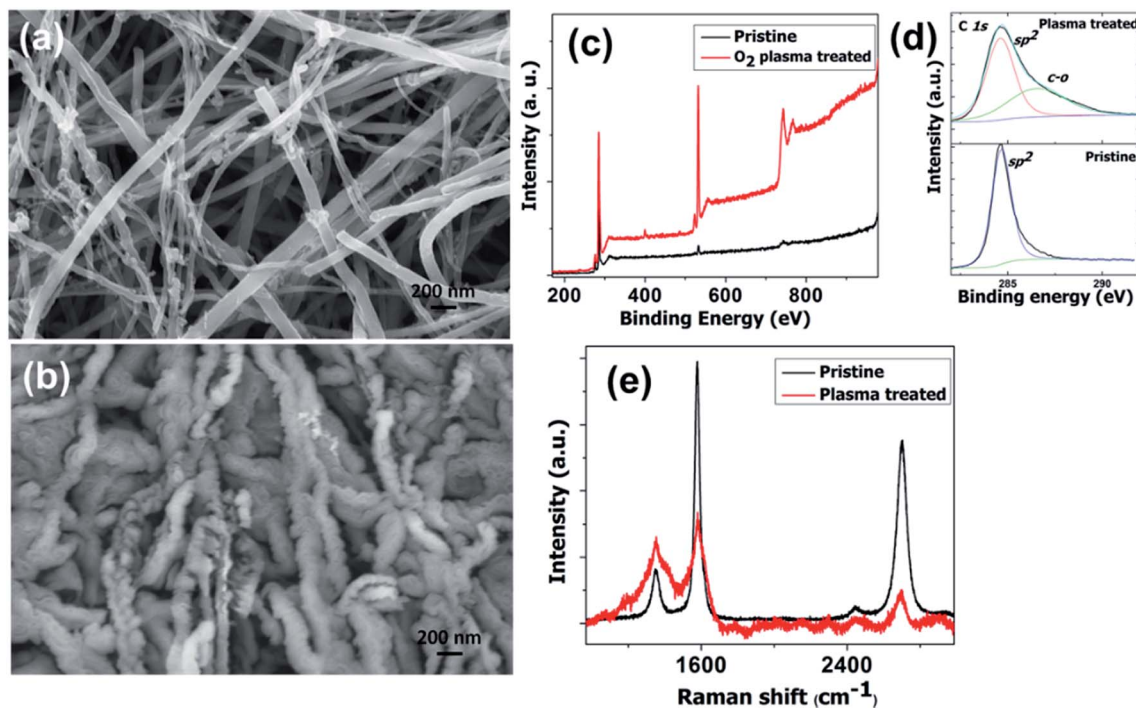 (a)
200 nm
(b)
200 nm
(c)
Pristine
O₂ plasma treated
Intensity (a. u.)
200 400 600 800
Binding Energy (eV)
(d)
C 1s Plasma treated
sp²
c-o
Pristine
sp²
Intensity (a.u.)
285 290
Binding energy (eV)
(e)
Pristine
Plasma treated
Intensity (a.u.)
1600 2400
Raman shift (cm⁻¹)